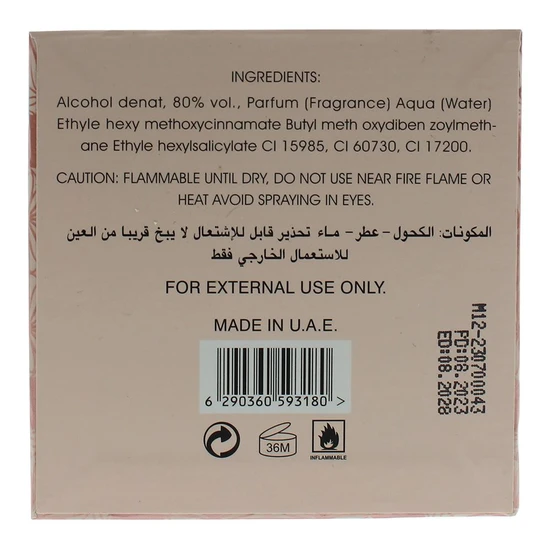 INGREDIENTS:
Alcohol denat, 80% vol., Parfum (Fragrance) Aqua (Water)
Ethyle hexy methoxycinnamate Butyl meth oxydiben zoylmeth-
ane Ethyle hexylsalicylate CI 15985, CI 60730, CI 17200.
CAUTION: FLAMMABLE UNTIL DRY, DO NOT USE NEAR FIRE FLAME OR
HEAT AVOID SPRAYING IN EYES.
المكونات: الكحول - عطر - ماء تحذير قابل للإشتعال لا يبخ قريبا من العين
للاستعمال الخارجي فقط
FOR EXTERNAL USE ONLY.
MADE IN U.A.E.
6 290360 593180 >
36M
INFLAMMABLE
M12-230700043
PD:08.2023
ED:08.2028